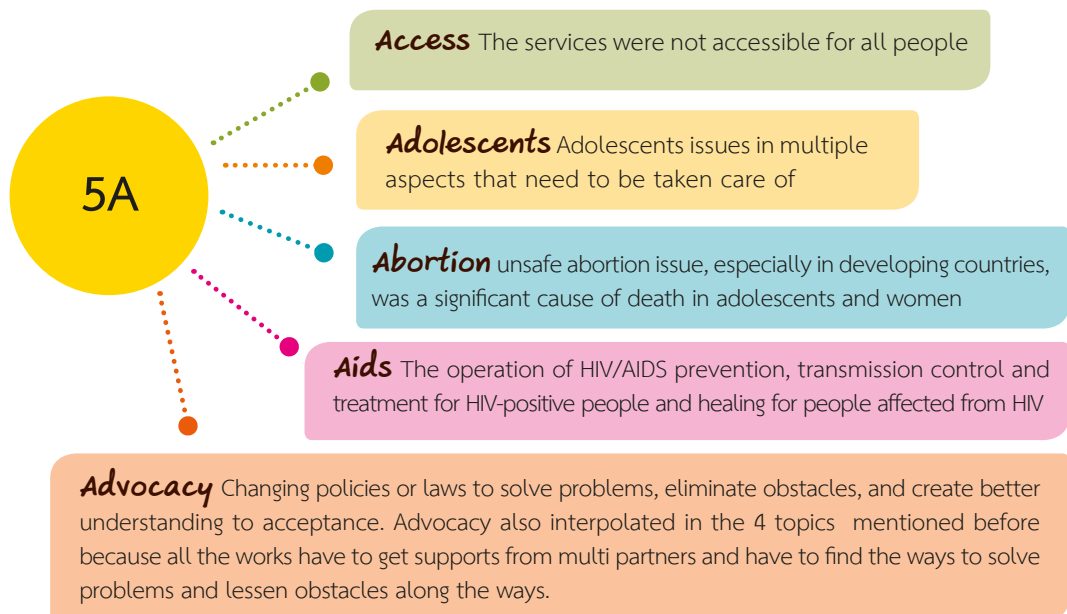 5A
Access The services were not accessible for all people
Adolescents Adolescents issues in multiple
aspects that need to be taken care of
Abortion unsafe abortion issue, especially in developing countries,
was a significant cause of death in adolescents and women
Aids The operation of HIV/AIDS prevention, transmission control and
treatment for HIV-positive people and healing for people affected from HIV
Advocacy Changing policies or laws to solve problems, eliminate obstacles, and create better
understanding to acceptance. Advocacy also interpolated in the 4 topics mentioned before
because all the works have to get supports from multi partners and have to find the ways to solve
problems and lessen obstacles along the ways.